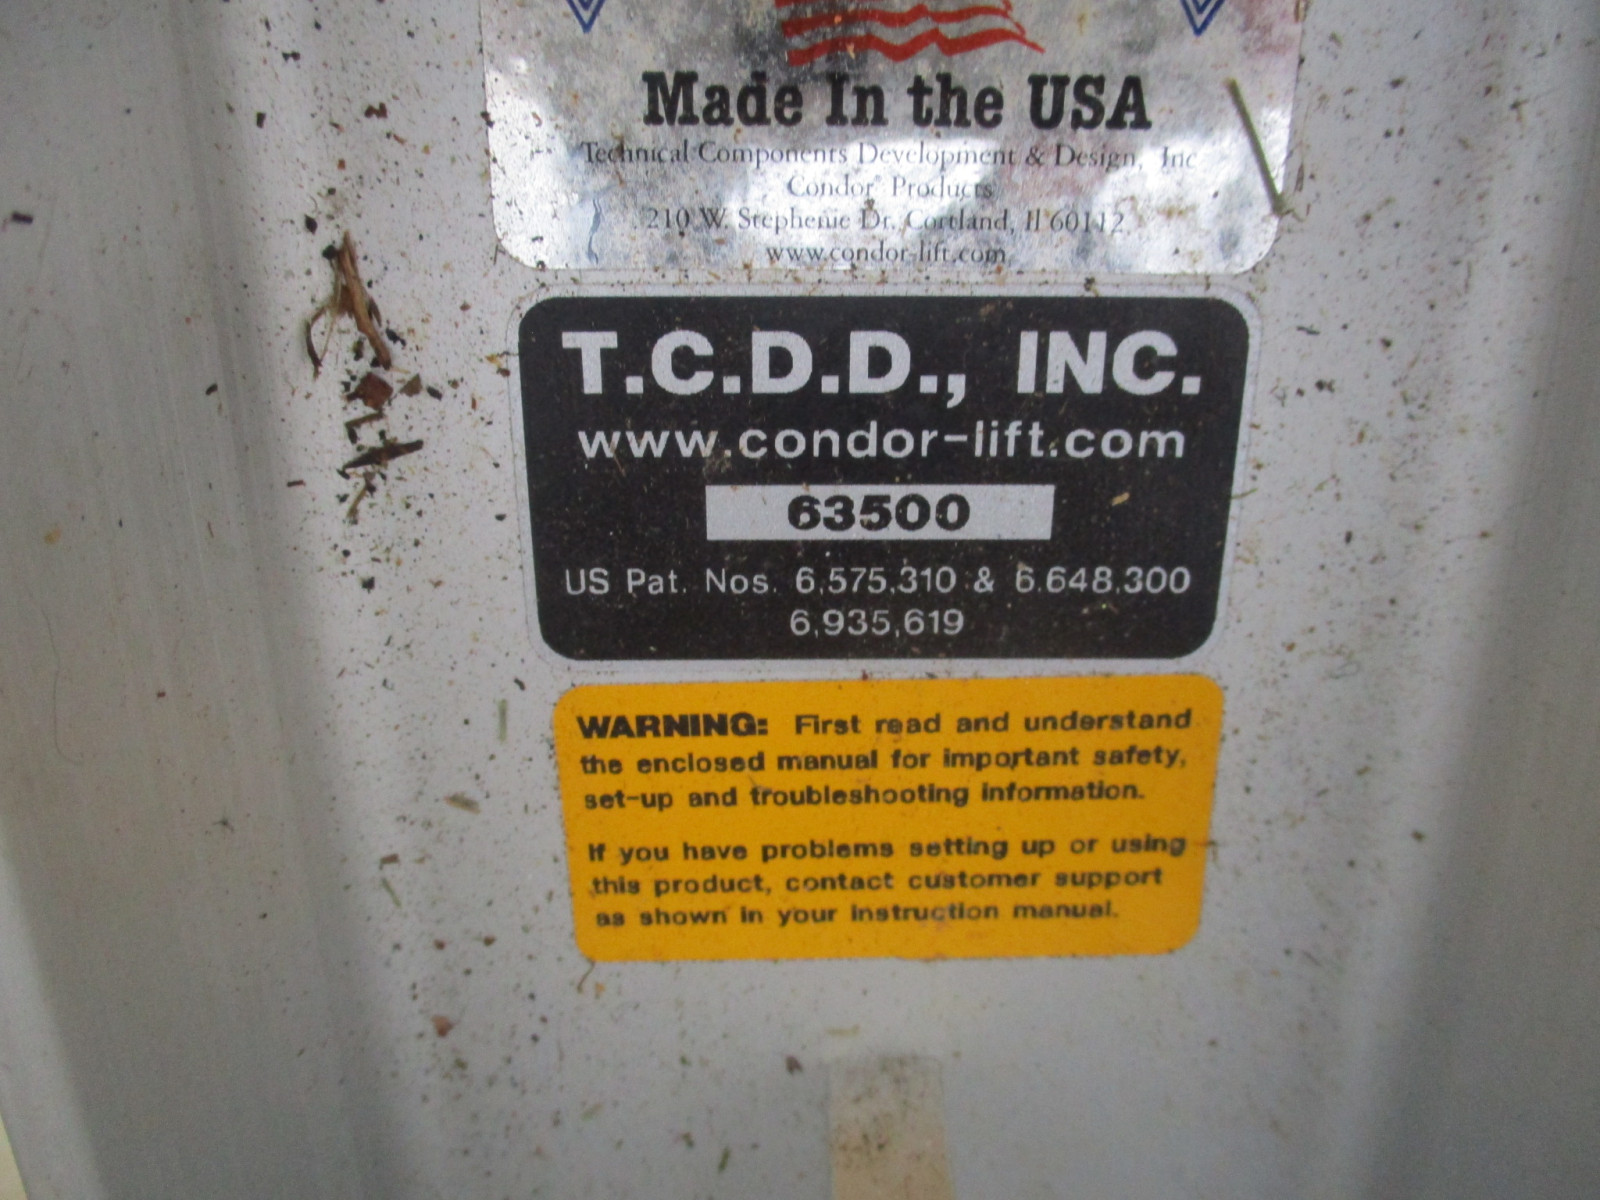 Made In the USA
Technical Components Development & Design, Inc
Condor Products
210 W. Stephenie Dr. Cortland, Il 60112
www.condor-lift.com
T.C.D.D., INC.
www.condor-lift.com
63500
US Pat. Nos. 6,575,310 & 6.648,300
6,935,619
WARNING: First read and understand
the enclosed manual for important safety,
set-up and troubleshooting information.
If you have problems setting up or using
this product, contact customer support
as shown in your instruction manual.